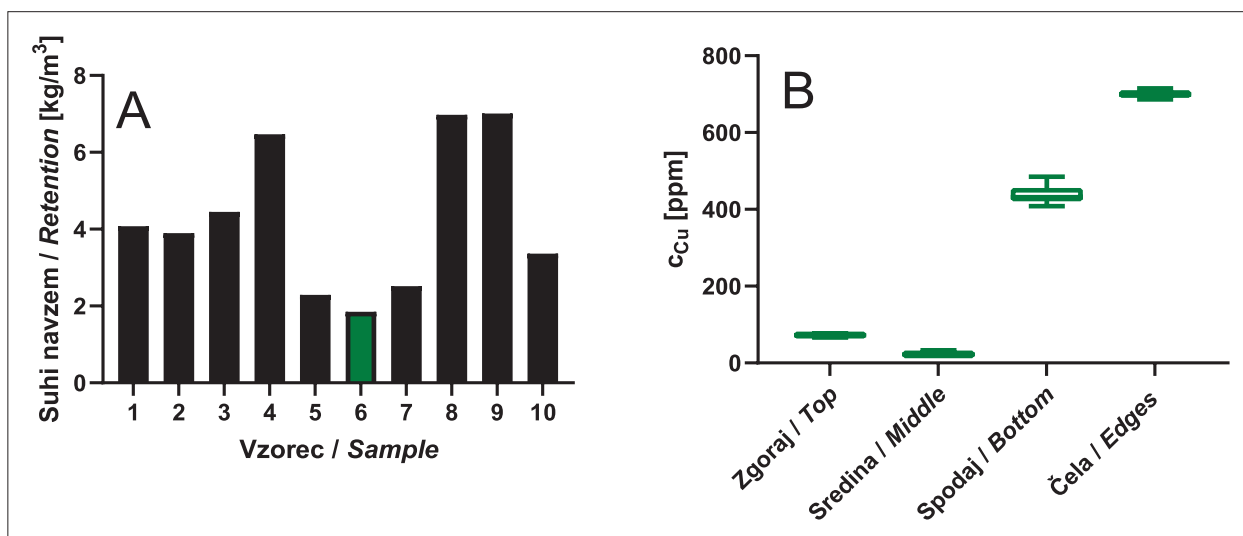 A
Suhi navzem / Retention [kg/m³]
8
6
4
2
0
1 2 3 4 5 6 7 8 9 10
Vzorec / Sample
B
c_Cu [ppm]
800
600
400
200
0
Zgoraj / Top
Sredina / Middle
Spodaj / Bottom
Čela / Edges